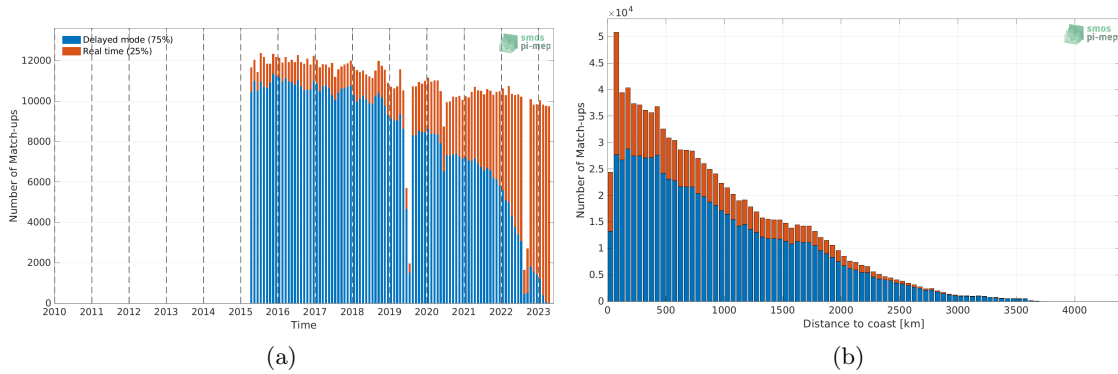 Delayed mode (75%)
Real time (25%)
smos
pi-mep
Number of Match-ups
12000
10000
8000
6000
4000
2000
0
2010 2011 2012 2013 2014 2015 2016 2017 2018 2019 2020 2021 2022 2023
Time
(a)
×10⁴
smos
pi-mep
Number of Match-ups
5
4.5
4
3.5
3
2.5
2
1.5
1
0.5
0
0 500 1000 1500 2000 2500 3000 3500 4000
Distance to coast [km]
(b)